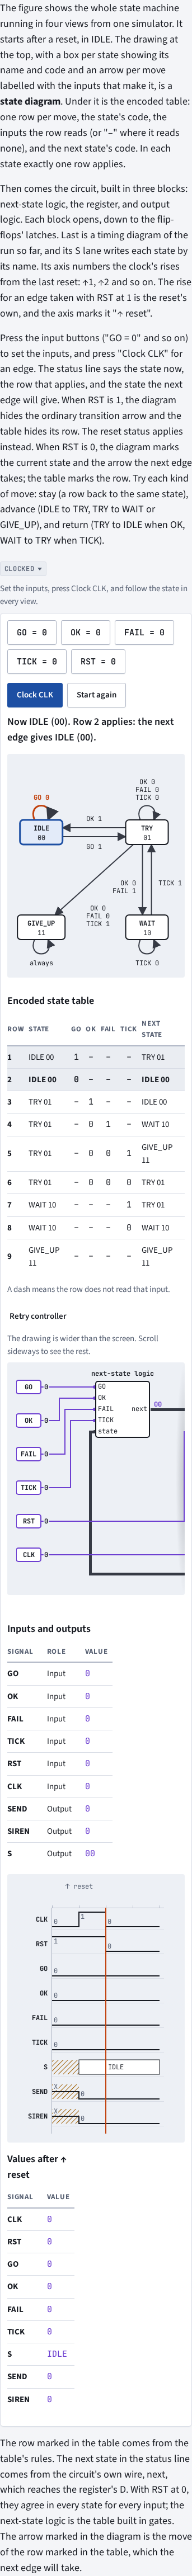 The figure shows the whole state machine
running in four views from one simulator. It
starts after a reset, in IDLE. The drawing at
the top, with a box per state showing its
name and code and an arrow per move
labelled with the inputs that make it, is a
state diagram. Under it is the encoded table:
one row per move, the state's code, the
inputs the row reads (or "–" where it reads
none), and the next state's code. In each
state exactly one row applies.
Then comes the circuit, built in three blocks:
next-state logic, the register, and output
logic. Each block opens, down to the flip-
flops' latches. Last is a timing diagram of the
run so far, and its S lane writes each state by
its name. Its axis numbers the clock's rises
from the last reset: ↑1, ↑2 and so on. The rise
for an edge taken with RST at 1 is the reset's
own, and the axis marks it "↑ reset".
Press the input buttons ("GO = 0" and so on)
to set the inputs, and press "Clock CLK" for
an edge. The status line says the state now,
the row that applies, and the state the next
edge will give. When RST is 1, the diagram
hides the ordinary transition arrow and the
table hides its row. The reset status applies
instead. When RST is 0, the diagram marks
the current state and the arrow the next edge
takes; the table marks the row. Try each kind
of move: stay (a row back to the same state),
advance (IDLE to TRY, TRY to WAIT or
GIVE_UP), and return (TRY to IDLE when OK,
WAIT to TRY when TICK).
CLOCKED
Set the inputs, press Clock CLK, and follow the state in
every view.
GO = 0 OK = 0 FAIL = 0
TICK = 0 RST = 0
Clock CLK Start again
Now IDLE (00). Row 2 applies: the next
edge gives IDLE (00).
OK 0
FAIL 0
TICK 0
GO 0
OK 1
IDLE
00
TRY
01
GO 1
OK 0
FAIL 1
TICK 1
OK 0
FAIL 0
TICK 1
GIVE_UP
11
WAIT
10
always
TICK 0
Encoded state table
ROW STATE GO OK FAIL TICK NEXT STATE
1 IDLE 00 1 – – – TRY 01
2 IDLE 00 0 – – – IDLE 00
3 TRY 01 – 1 – – IDLE 00
4 TRY 01 – 0 1 – WAIT 10
5 TRY 01 – 0 0 1 GIVE_UP 11
6 TRY 01 – 0 0 0 TRY 01
7 WAIT 10 – – – 1 TRY 01
8 WAIT 10 – – – 0 WAIT 10
9 GIVE_UP 11 – – – – GIVE_UP 11
A dash means the row does not read that input.
Retry controller
The drawing is wider than the screen. Scroll
sideways to see the rest.
next-state logic
GO 0 GO
OK 0 OK
FAIL 0 FAIL next 00
TICK 0 TICK
state
RST 0
CLK 0
Inputs and outputs
SIGNAL ROLE VALUE
GO Input 0
OK Input 0
FAIL Input 0
TICK Input 0
RST Input 0
CLK Input 0
SEND Output 0
SIREN Output 0
S Output 00
↑ reset
CLK 0 1 0
RST 1 0
GO 0
OK 0
FAIL 0
TICK 0
S IDLE
SEND X 0
SIREN X 0
Values after ↑
reset
SIGNAL VALUE
CLK 0
RST 0
GO 0
OK 0
FAIL 0
TICK 0
S IDLE
SEND 0
SIREN 0
The row marked in the table comes from the
table's rules. The next state in the status line
comes from the circuit's own wire, next,
which reaches the register's D. With RST at 0,
they agree in every state for every input; the
next-state logic is the table built in gates.
The arrow marked in the diagram is the move
of the row marked in the table, which the
next edge will take.